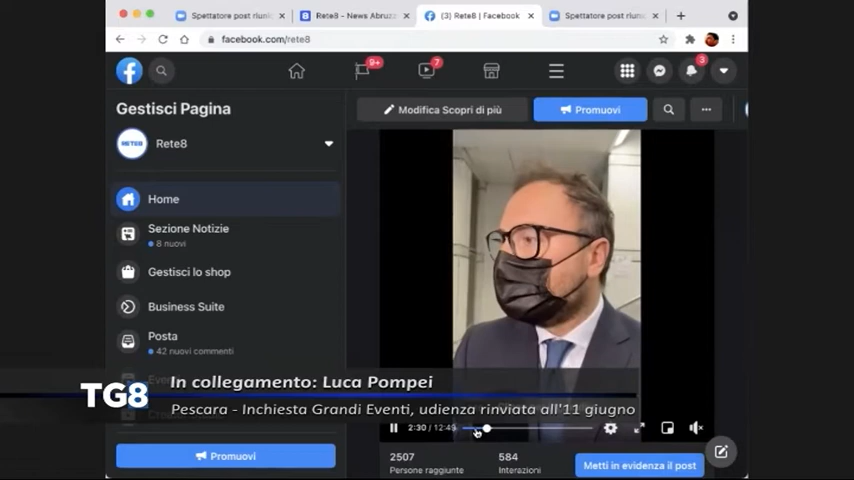 Spettatore post riunio
Rete8 - News Abruzz
(3) Rete8 | Facebook
Spettatore post riunio
facebook.com/rete8
9+
7
3
Gestisci Pagina
Modifica Scopri di più
Promuovi
RETE8
Rete8
Home
Sezione Notizie
8 nuovi
Gestisci lo shop
Business Suite
Posta
42 nuovi commenti
In collegamento: Luca Pompei
TG8
Pescara - Inchiesta Grandi Eventi, udienza rinviata all'11 giugno
2:30 / 12:49
Promuovi
2507
Persone raggiunte
584
Interazioni
Metti in evidenza il post